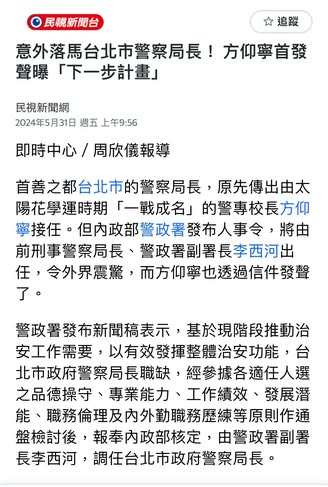 民視新聞台
☆ 追蹤
意外落馬台北市警察局長！ 方仰寧首發
聲曝「下一步計畫」
民視新聞網
2024年5月31日 週五 上午9:56
即時中心／周欣儀報導
首善之都台北市的警察局長，原先傳出由太
陽花學運時期「一戰成名」的警專校長方仰
寧接任。但內政部警政署發布人事令，將由
前刑事警察局長、警政署副署長李西河出
任，令外界震驚，而方仰寧也透過信件發聲
了。
警政署發布新聞稿表示，基於現階段推動治
安工作需要，以有效發揮整體治安功能，台
北市政府警察局長職缺，經參據各適任人選
之品德操守、專業能力、工作績效、發展潛
能、職務倫理及內外勤職務歷練等原則作通
盤檢討後，報奉內政部核定，由警政署副署
長李西河，調任台北市政府警察局長。